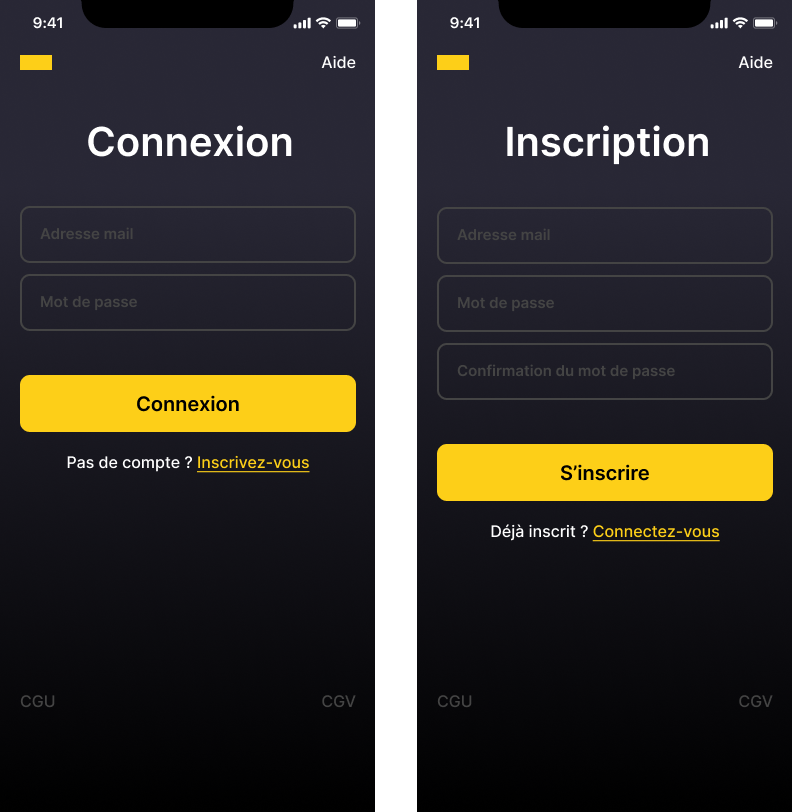 9:41
Aide
Connexion
Adresse mail
Mot de passe
Connexion
Pas de compte ? Inscrivez-vous
CGU
CGV
9:41
Aide
Inscription
Adresse mail
Mot de passe
Confirmation du mot de passe
S’inscrire
Déjà inscrit ? Connectez-vous
CGU
CGV